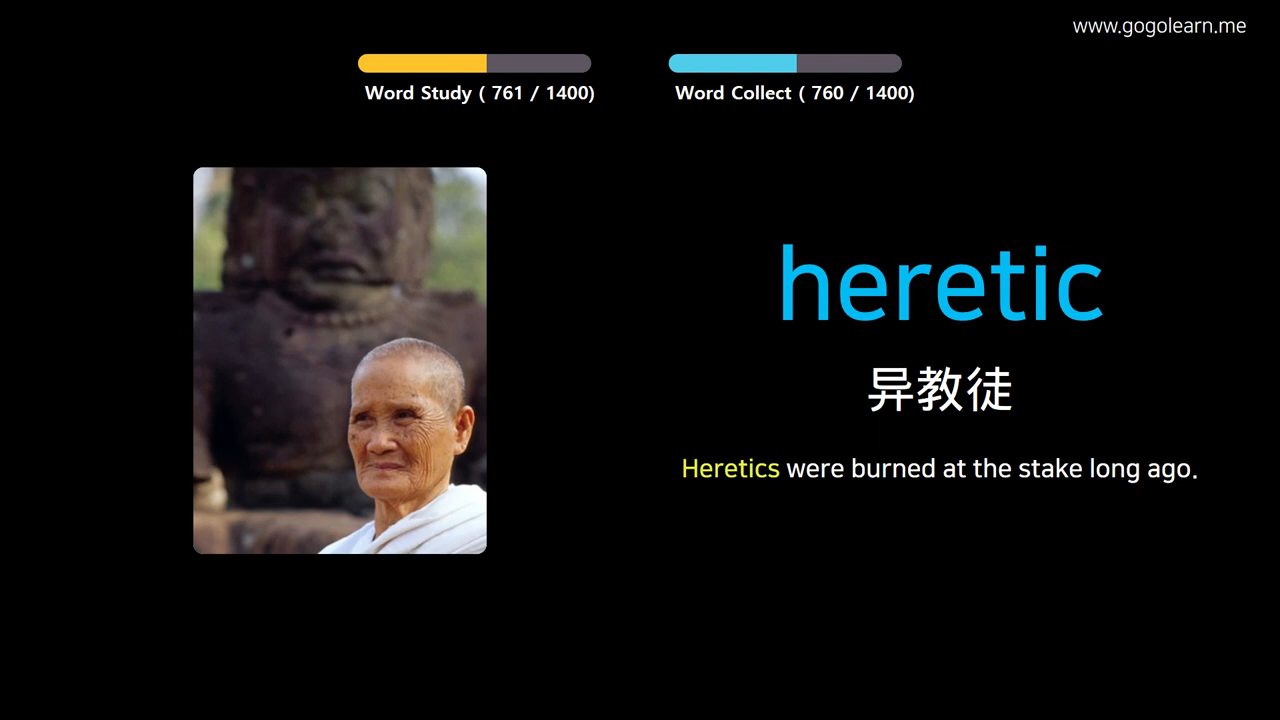 www.gogolearn.me
Word Study ( 761 / 1400)
Word Collect ( 760 / 1400)
heretic
异教徒
Heretics were burned at the stake long ago.